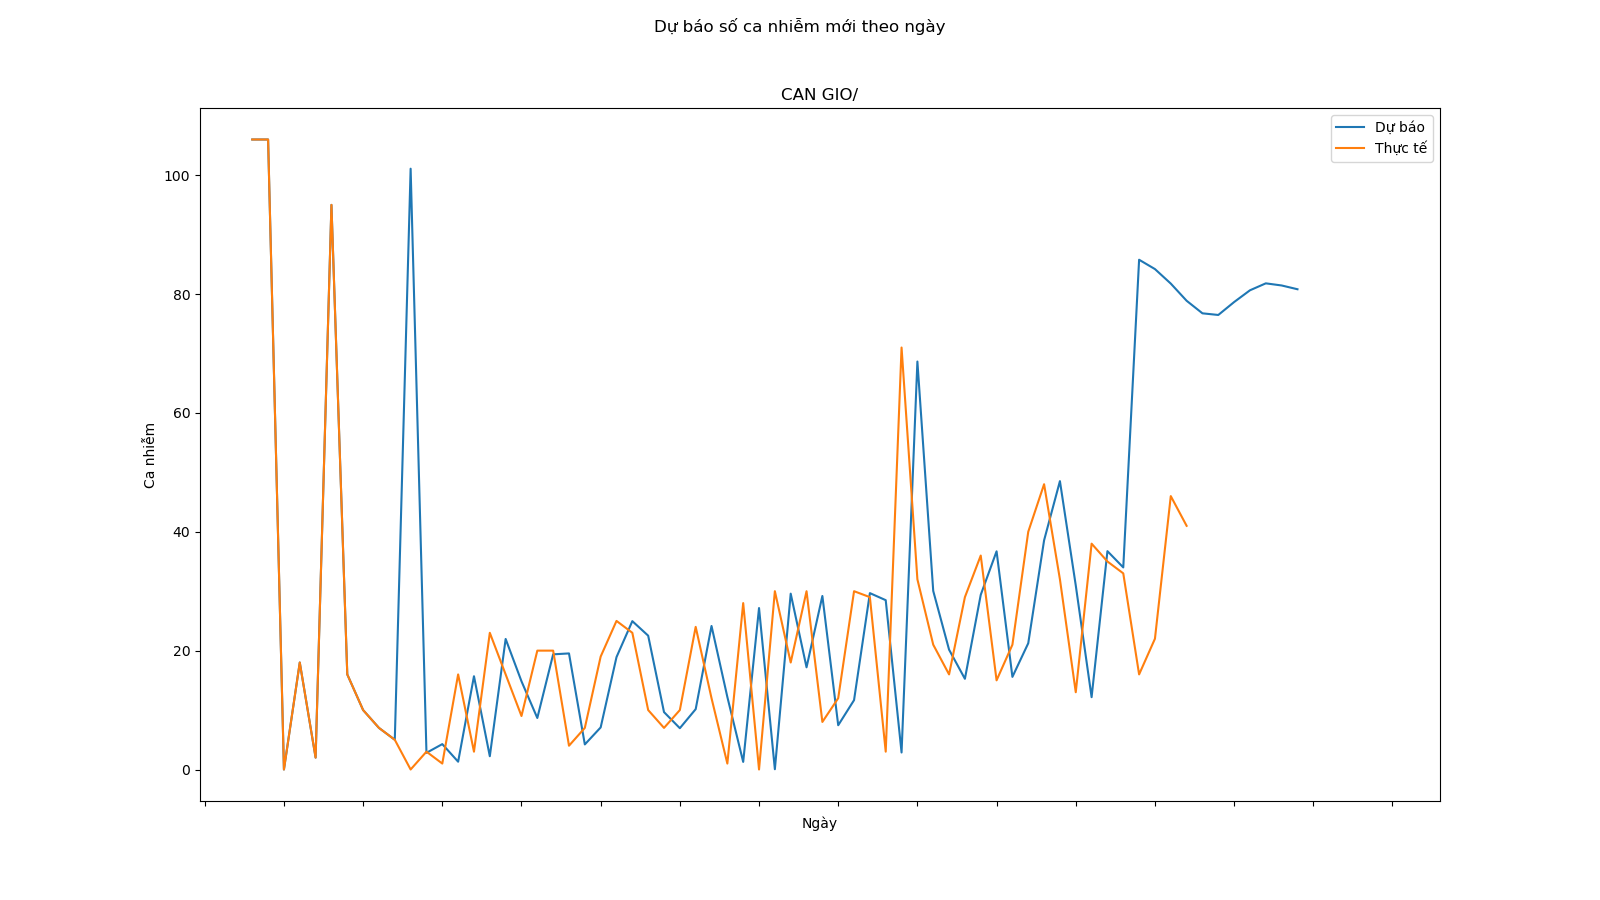 Dự báo số ca nhiễm mới theo ngày
CAN GIO/
Dự báo
Thực tế
100
80
60
40
20
0
Ca nhiễm
Ngày